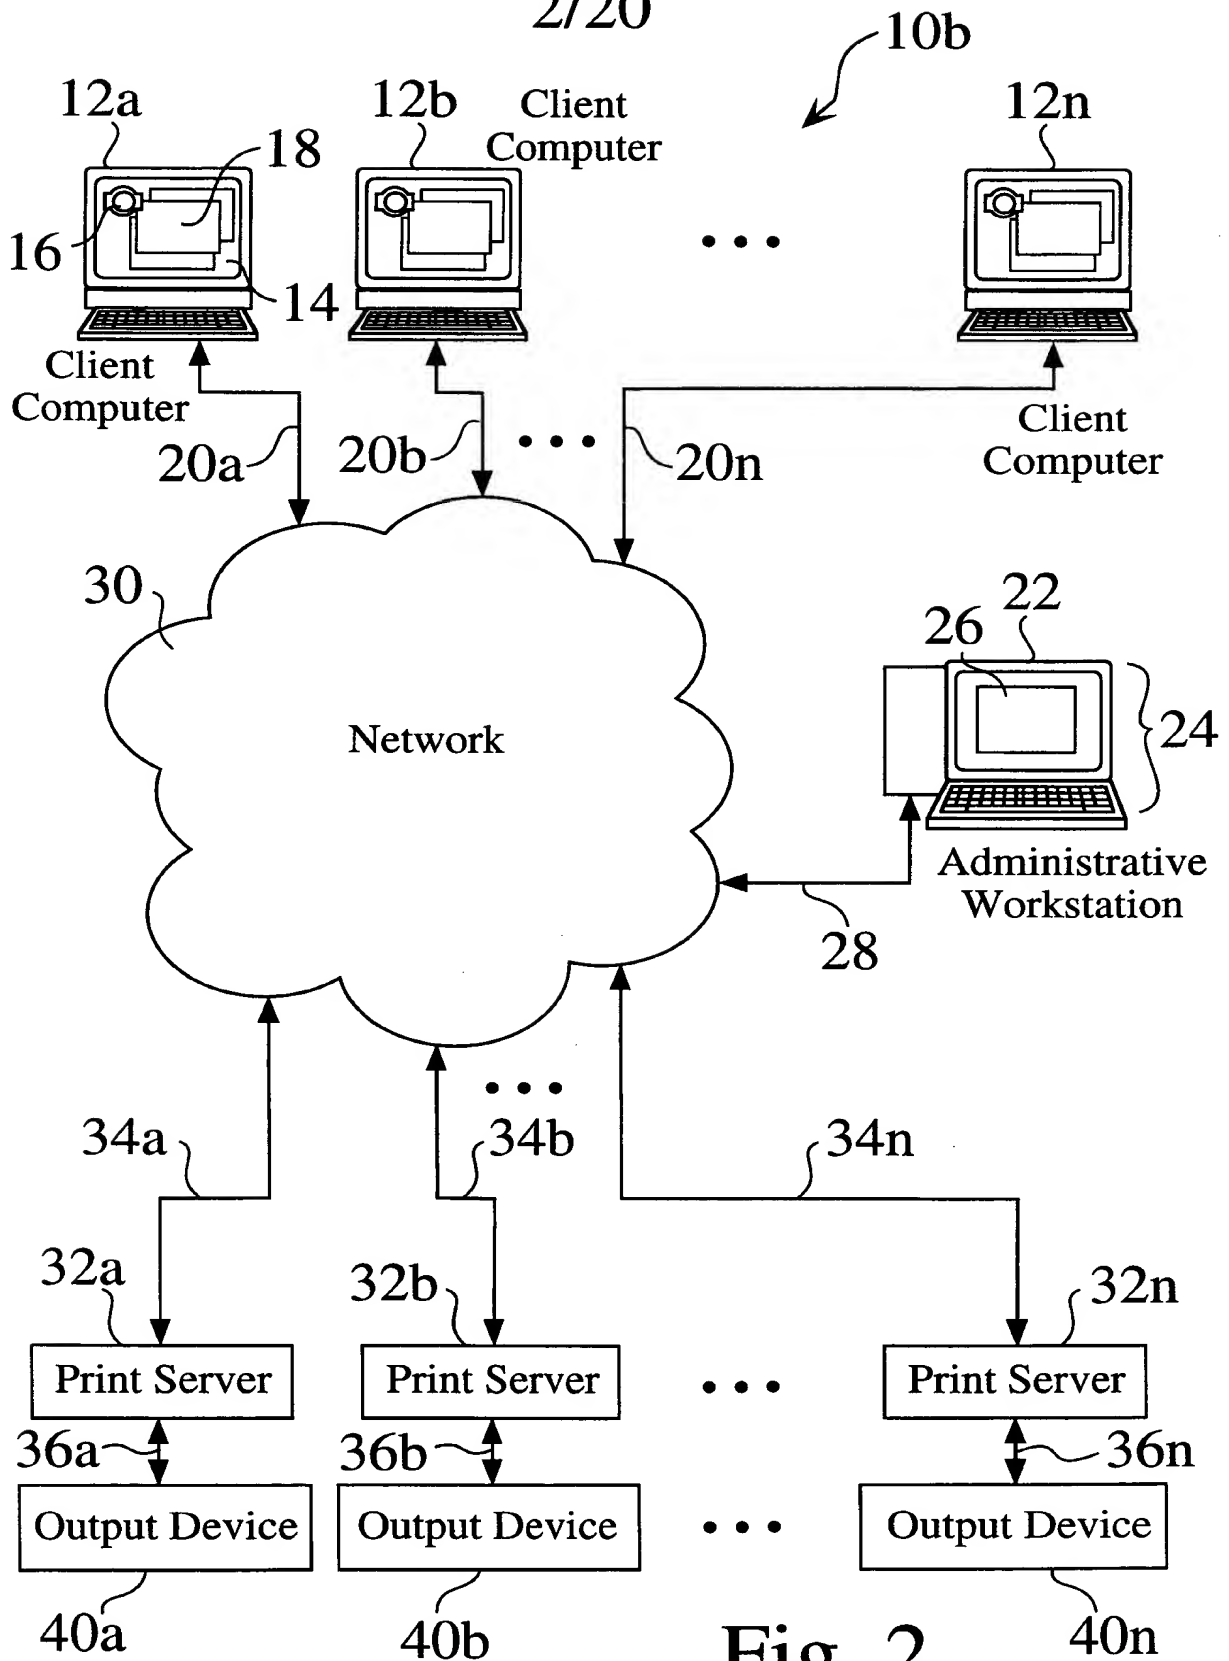 2/20
10b
12a
12b
Client
Computer
12n
18
16
14
Client
Computer
20a
20b
20n
Client
Computer
30
Network
22
26
24
Administrative
Workstation
28
34a
34b
34n
32a
32b
32n
Print Server
Print Server
Print Server
36a
36b
36n
Output Device
Output Device
Output Device
40a
40b
40n
Fig. 2